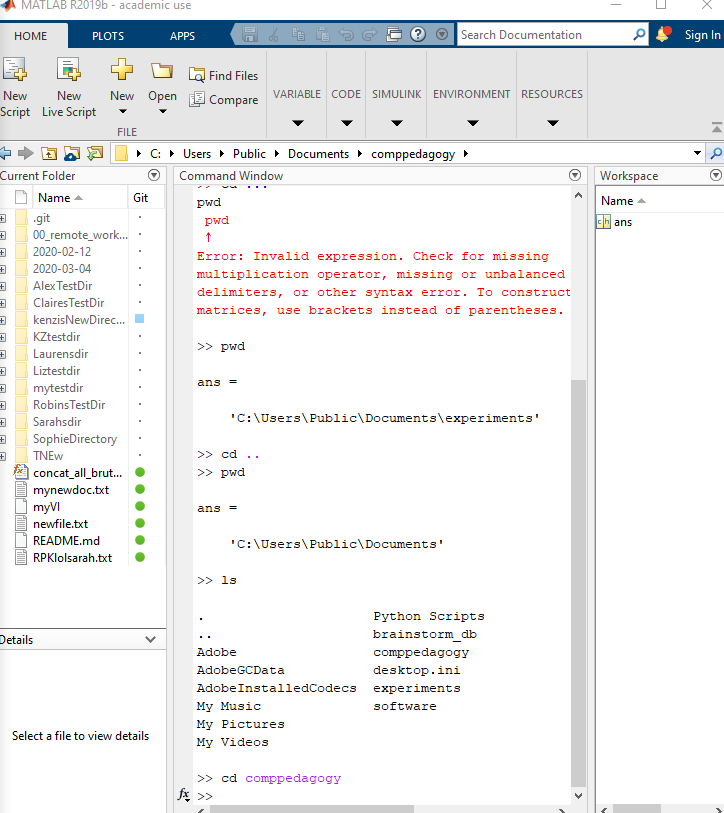 MATLAB R2019b - academic use
HOME PLOTS APPS Search Documentation Sign In
New Script
New Live Script
New
Open
Find Files
Compare
FILE
VARIABLE CODE SIMULINK ENVIRONMENT RESOURCES
C: Users Public Documents comppedagogy
Current Folder
Name Git
.git
00_remote_work...
2020-02-12
2020-03-04
AlexTestDir
ClairesTestDir
kenzisNewDirec...
KZtestdir
Laurensdir
Liztestdir
mytestdir
RobinsTestDir
Sarahsdir
SophieDirectory
TNEw
concat_all_brut...
mynewdoc.txt
myVI
newfile.txt
README.md
RPKlolsarah.txt
Details
Select a file to view details
Command Window
>> cd ...
pwd
pwd
↑
Error: Invalid expression. Check for missing
multiplication operator, missing or unbalanced
delimiters, or other syntax error. To construct
matrices, use brackets instead of parentheses.
>> pwd
ans =
'C:\Users\Public\Documents\experiments'
>> cd ..
>> pwd
ans =
'C:\Users\Public\Documents'
>> ls
. Python Scripts
.. brainstorm_db
Adobe comppedagogy
AdobeGCData desktop.ini
AdobeInstalledCodecs experiments
My Music software
My Pictures
My Videos
>> cd comppedagogy
fx >>
Workspace
Name
ans